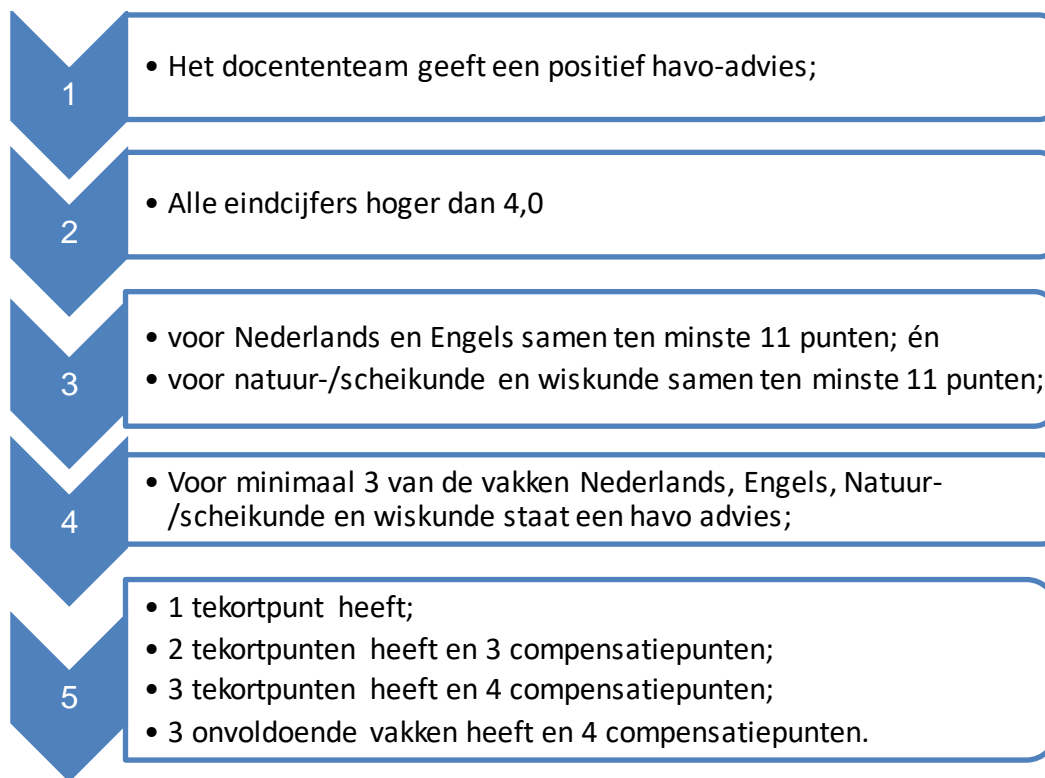 1
• Het docententeam geeft een positief havo-advies;
2
• Alle eindcijfers hoger dan 4,0
3
• voor Nederlands en Engels samen ten minste 11 punten; én
• voor natuur-/scheikunde en wiskunde samen ten minste 11 punten;
4
• Voor minimaal 3 van de vakken Nederlands, Engels, Natuur-
/scheikunde en wiskunde staat een havo advies;
5
• 1 tekortpunt heeft;
• 2 tekortpunten heeft en 3 compensatiepunten;
• 3 tekortpunten heeft en 4 compensatiepunten;
• 3 onvoldoende vakken heeft en 4 compensatiepunten.